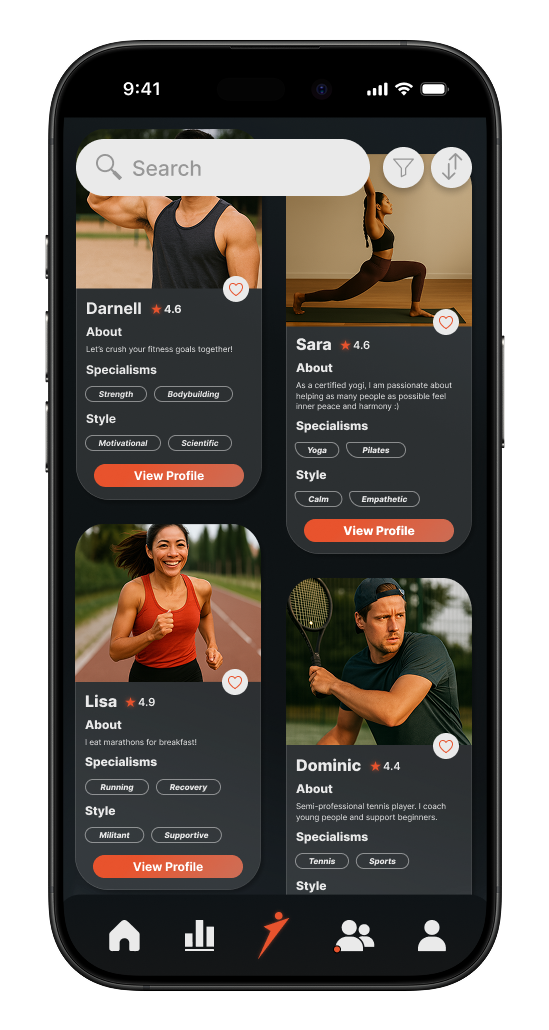 9:41
Search
Darnell ★ 4.6
About
Let's crush your fitness goals together!
Specialisms
Strength
Bodybuilding
Style
Motivational
Scientific
View Profile
Sara ★ 4.6
About
As a certified yogi, I am passionate about
helping as many people as possible feel
inner peace and harmony :)
Specialisms
Yoga
Pilates
Style
Calm
Empathetic
View Profile
Lisa ★ 4.9
About
I eat marathons for breakfast!
Specialisms
Running
Recovery
Style
Militant
Supportive
View Profile
Dominic ★ 4.4
About
Semi-professional tennis player. I coach
young people and support beginners.
Specialisms
Tennis
Sports
Style